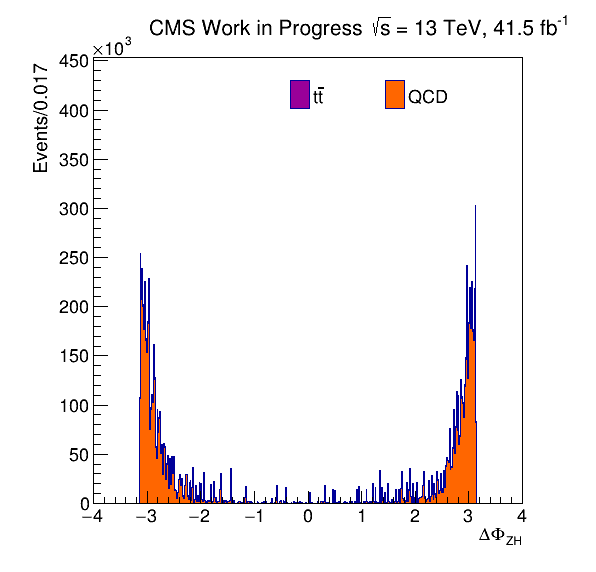 CMS Work in Progress √s = 13 TeV, 41.5 fb⁻¹
×10³
Events/0.017
450
400
350
300
250
200
150
100
50
0
tt̄
QCD
−4 −3 −2 −1 0 1 2 3 4
ΔΦ_ZH